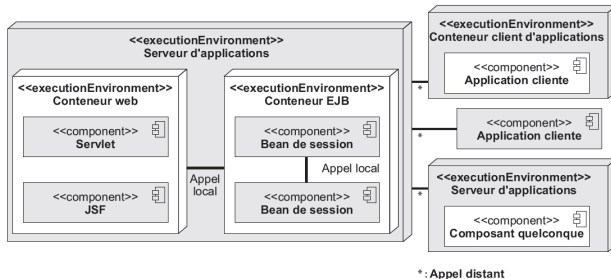 <<executionEnvironment>>
Serveur d'applications
<<executionEnvironment>>
Conteneur web
<<component>>
Servlet
<<component>>
JSF
Appel
local
<<executionEnvironment>>
Conteneur EJB
<<component>>
Bean de session
Appel local
<<component>>
Bean de session
*
<<executionEnvironment>>
Conteneur client d'applications
<<component>>
Application cliente
*
<<component>>
Application cliente
*
<<executionEnvironment>>
Serveur d'applications
<<component>>
Composant quelconque
* : Appel distant